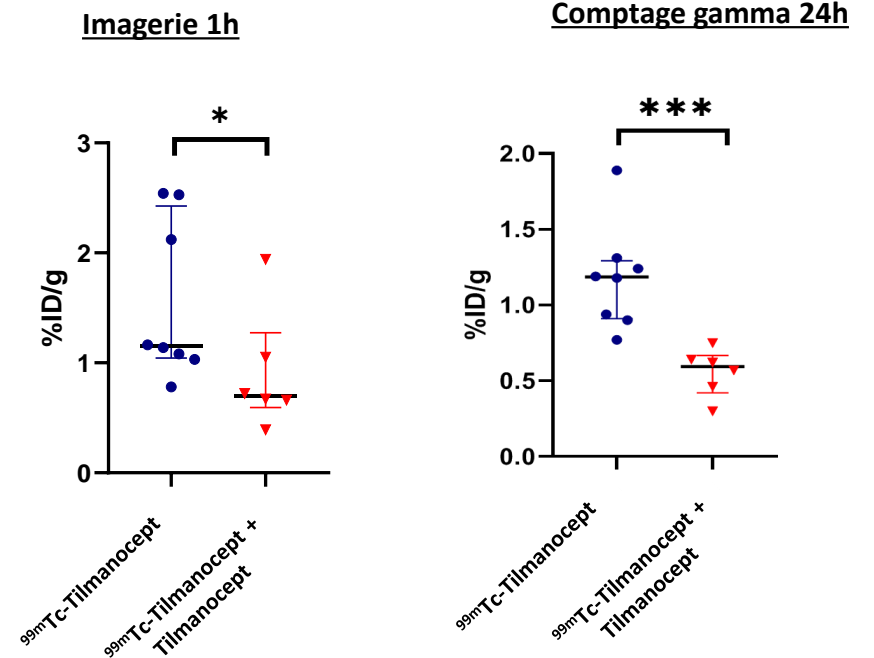 Imagerie 1h
*
3
2
1
0
%ID/g
⁹⁹ᵐTc-Tilmanocept
⁹⁹ᵐTc-Tilmanocept +
Tilmanocept
Comptage gamma 24h
***
2.0
1.5
1.0
0.5
0.0
%ID/g
⁹⁹ᵐTc-Tilmanocept
⁹⁹ᵐTc-Tilmanocept +
Tilmanocept